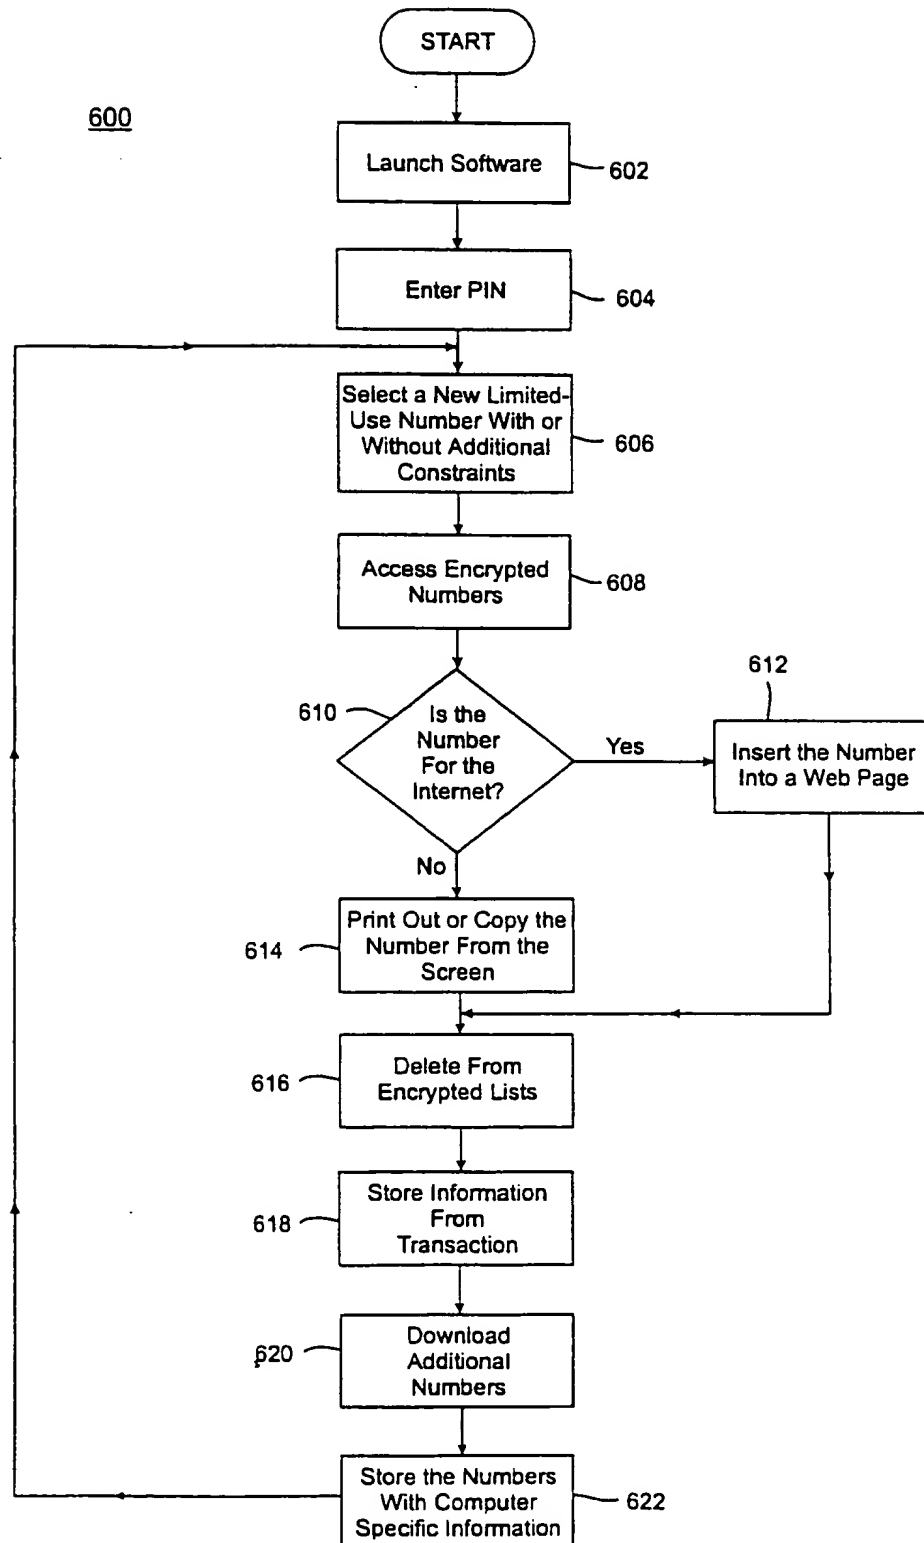 START
600
Launch Software
602
Enter PIN
604
Select a New Limited-
Use Number With or
Without Additional
Constraints
606
Access Encrypted
Numbers
608
610
Is the
Number
For the
Internet?
Yes
612
Insert the Number
Into a Web Page
No
614
Print Out or Copy the
Number From the
Screen
616
Delete From
Encrypted Lists
618
Store Information
From
Transaction
620
Download
Additional
Numbers
Store the Numbers
With Computer
Specific Information
622